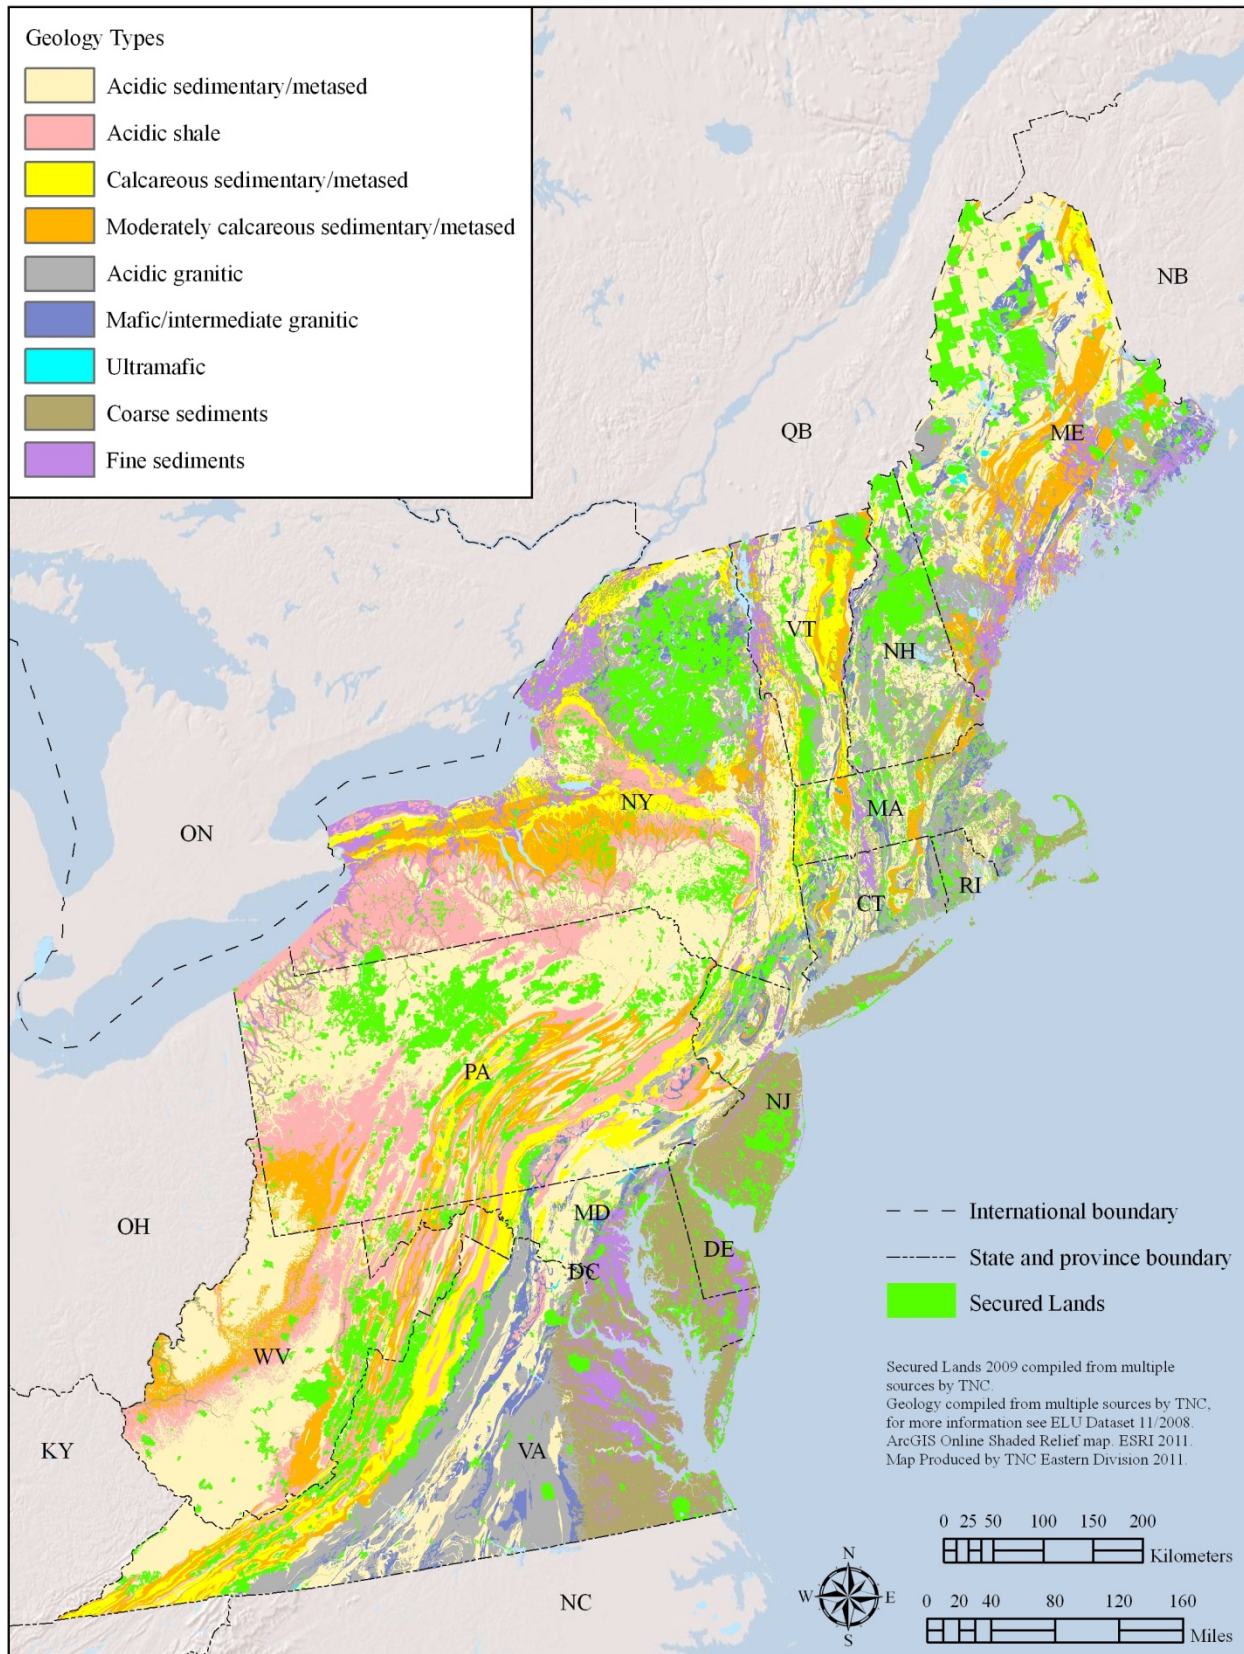 Geology Types
Acidic sedimentary/metased
Acidic shale
Calcareous sedimentary/metased
Moderately calcareous sedimentary/metased
Acidic granitic
Mafic/intermediate granitic
Ultramafic
Coarse sediments
Fine sediments
NB
QB
ME
VT
NH
NY
MA
ON
RI
CT
PA
NJ
OH
MD
DE
DC
WV
KY
VA
NC
International boundary
State and province boundary
Secured Lands
Secured Lands 2009 compiled from multiple
sources by TNC.
Geology compiled from multiple sources by TNC,
for more information see ELU Dataset 11/2008.
ArcGIS Online Shaded Relief map. ESRI 2011.
Map Produced by TNC Eastern Division 2011.
0 25 50 100 150 200
Kilometers
N
W E
S
0 20 40 80 120 160
Miles